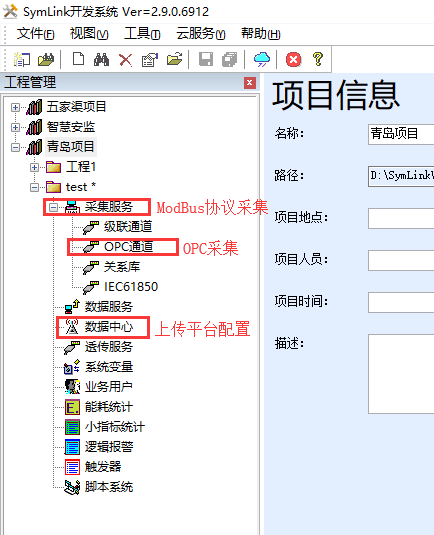 SymLink开发系统 Ver=2.9.0.6912
文件(F) 视图(V) 工具(T) 云服务(Y) 帮助(H)
工程管理
五家渠项目
智慧安监
青岛项目
工程1
test *
采集服务 ModBus协议采集
级联通道
OPC通道 OPC采集
关系库
IEC61850
数据服务
数据中心 上传平台配置
透传服务
系统变量
业务用户
能耗统计
小指标统计
逻辑报警
触发器
脚本系统
项目信息
名称: 青岛项目
路径: D:\SymLink\
项目地点:
项目人员:
项目时间:
描述: